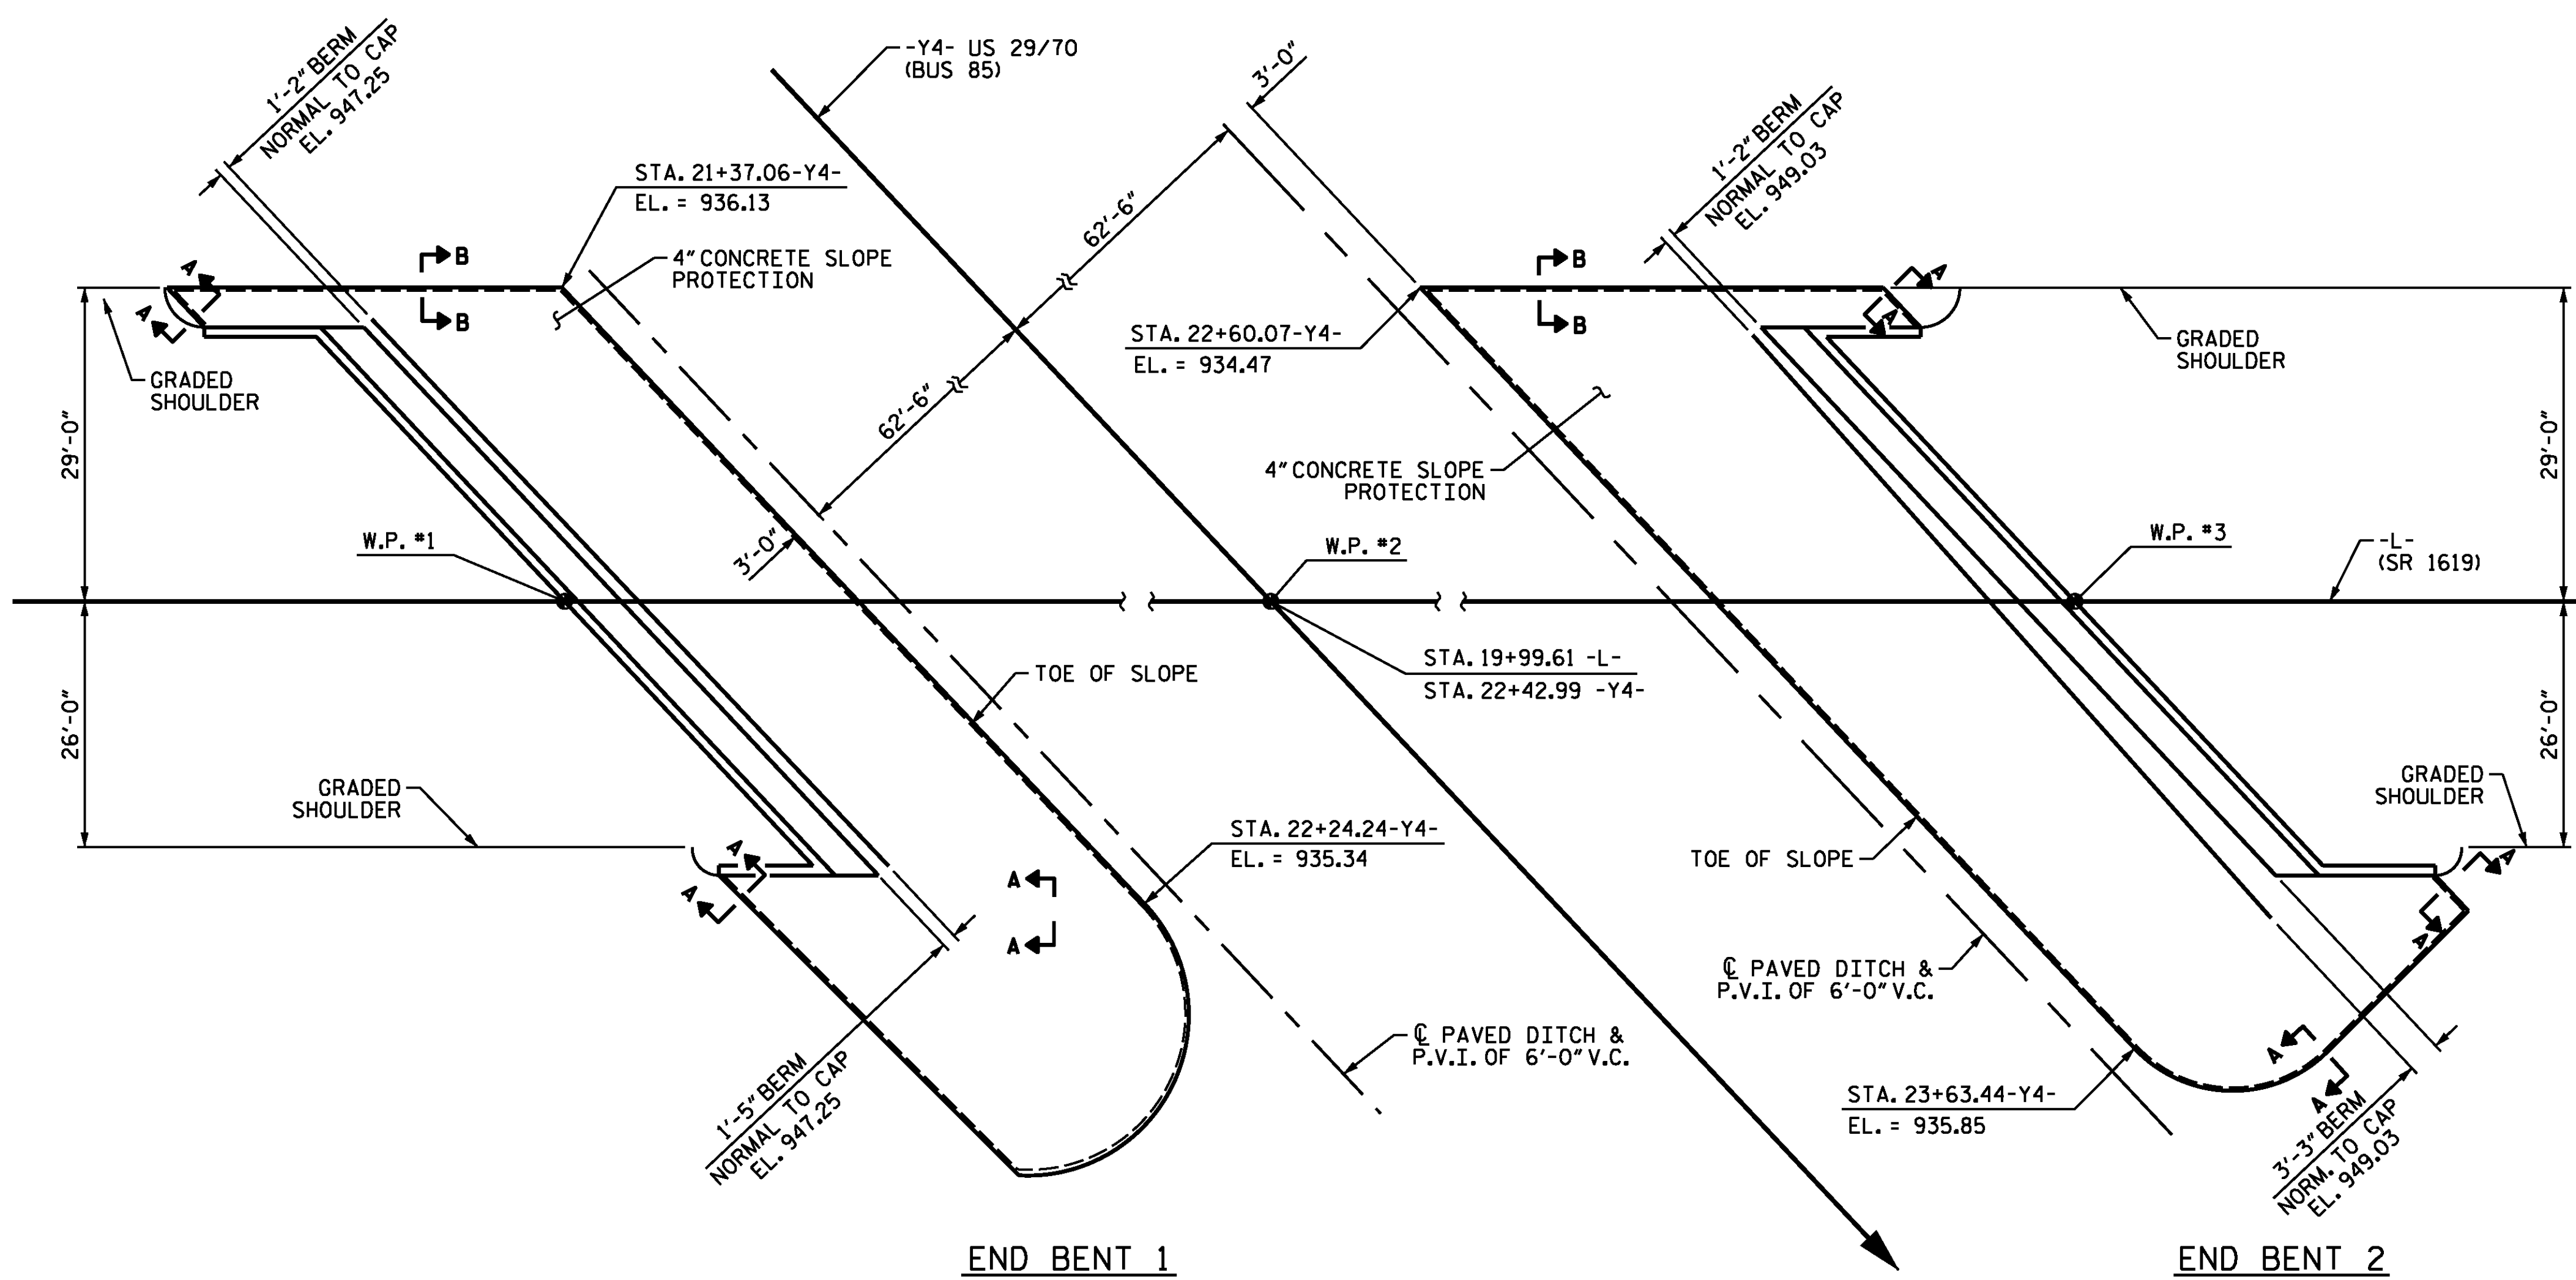 1'-2" BERM
NORMAL TO CAP
EL. 947.25
-Y4- US 29/70
(BUS 85)
3'-0"
1'-2" BERM
NORMAL TO CAP
EL. 949.03
STA. 21+37.06-Y4-
EL. = 936.13
62'-6"
4" CONCRETE SLOPE
PROTECTION
B
B
B
B
A
A
A
A
STA. 22+60.07-Y4-
EL. = 934.47
GRADED
SHOULDER
GRADED
SHOULDER
62'-6"
29'-0"
29'-0"
4" CONCRETE SLOPE
PROTECTION
3'-0"
W.P. #1
W.P. #2
W.P. #3
-L-
(SR 1619)
STA. 19+99.61 -L-
STA. 22+42.99 -Y4-
TOE OF SLOPE
26'-0"
26'-0"
GRADED
SHOULDER
GRADED
SHOULDER
STA. 22+24.24-Y4-
EL. = 935.34
TOE OF SLOPE
A
A
A
A
A
A
℄ PAVED DITCH &
P.V.I. OF 6'-0" V.C.
℄ PAVED DITCH &
P.V.I. OF 6'-0" V.C.
1'-5" BERM
NORMAL TO CAP
EL. 947.25
STA. 23+63.44-Y4-
EL. = 935.85
A
A
3'-3" BERM
NORM. TO CAP
EL. 949.03
END BENT 1
END BENT 2